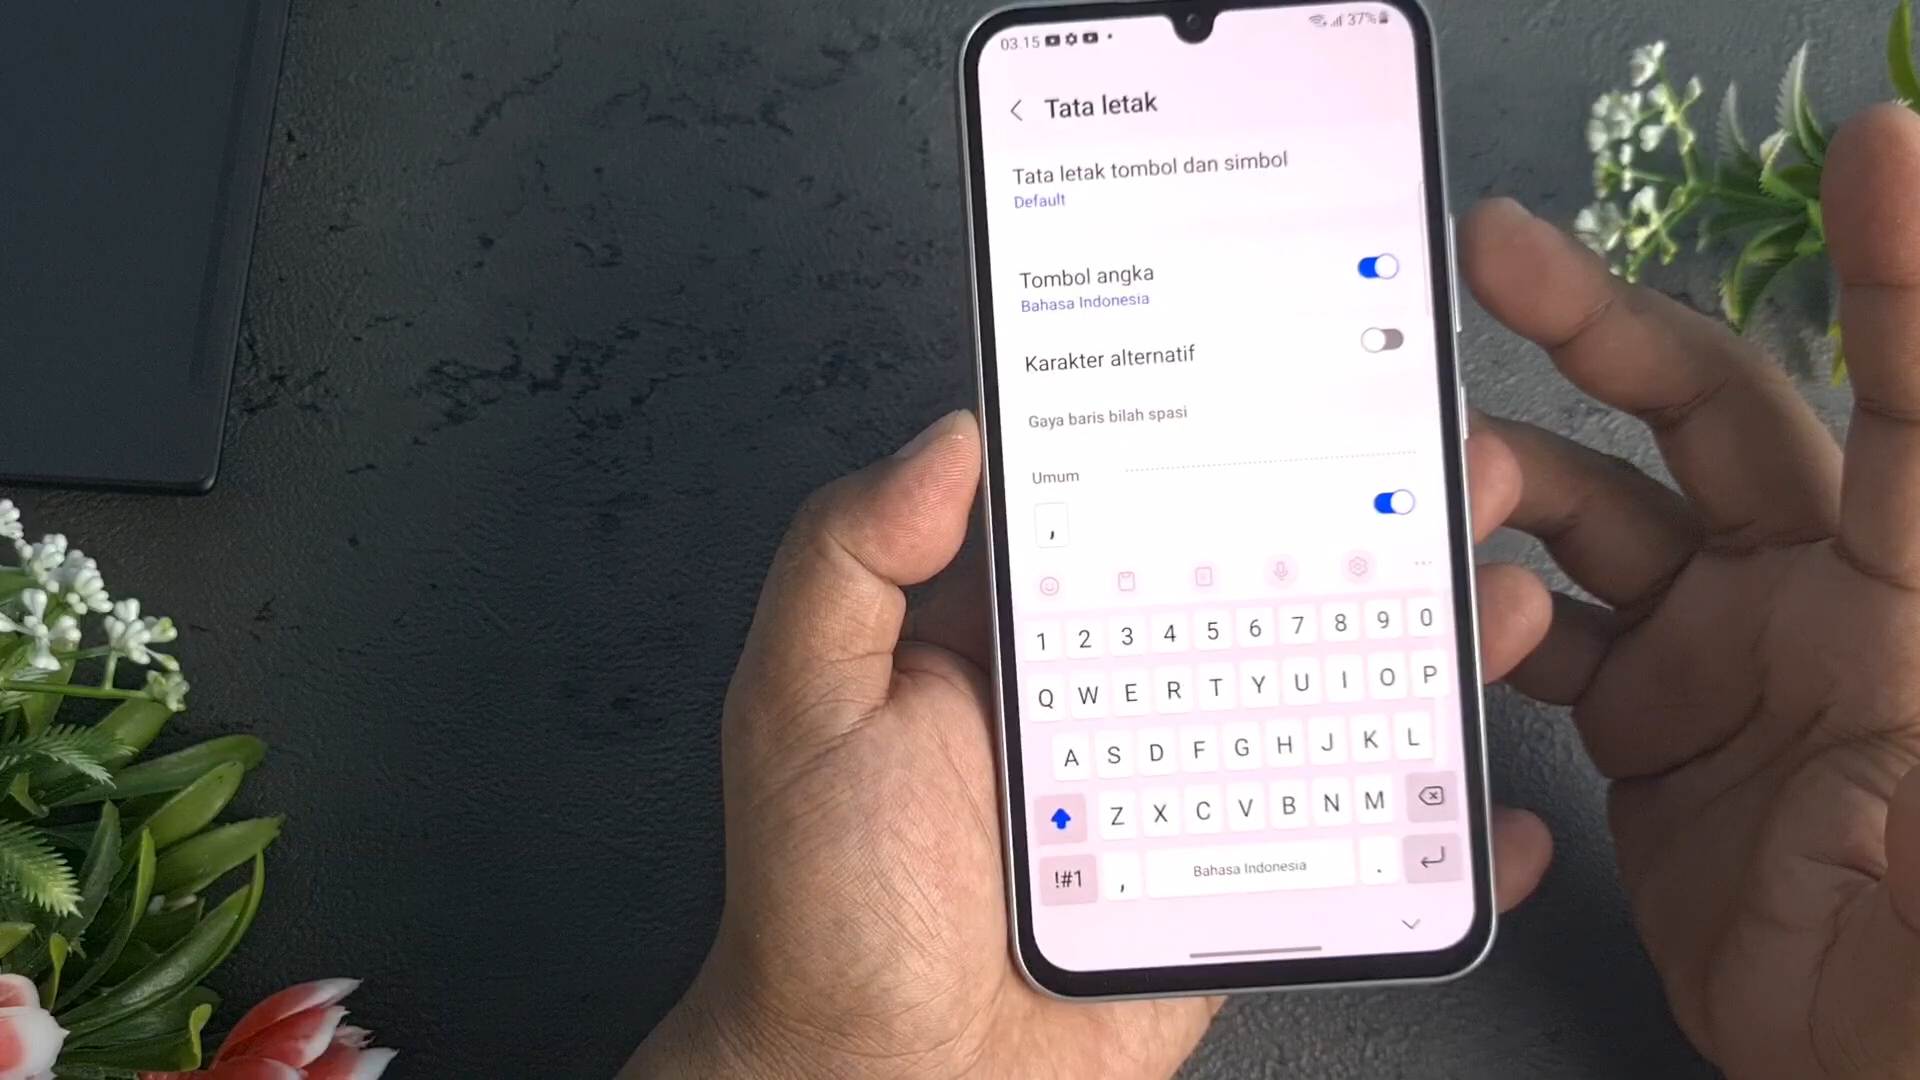 03.15 37%
Tata letak
Tata letak tombol dan simbol
Default
Tombol angka
Bahasa Indonesia
Karakter alternatif
Gaya baris bilah spasi
Umum
,
1 2 3 4 5 6 7 8 9 0
Q W E R T Y U I O P
A S D F G H J K L
Z X C V B N M
!#1 , Bahasa Indonesia .